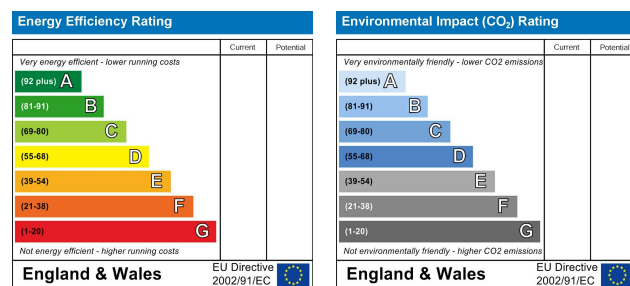 Energy Efficiency Rating
Current Potential
Very energy efficient - lower running costs
(92 plus) A
(81-91) B
(69-80) C
(55-68) D
(39-54) E
(21-38) F
(1-20) G
Not energy efficient - higher running costs
England & Wales
EU Directive
2002/91/EC
Environmental Impact (CO₂) Rating
Current Potential
Very environmentally friendly - lower CO2 emissions
(92 plus) A
(81-91) B
(69-80) C
(55-68) D
(39-54) E
(21-38) F
(1-20) G
Not environmentally friendly - higher CO2 emissions
England & Wales
EU Directive
2002/91/EC